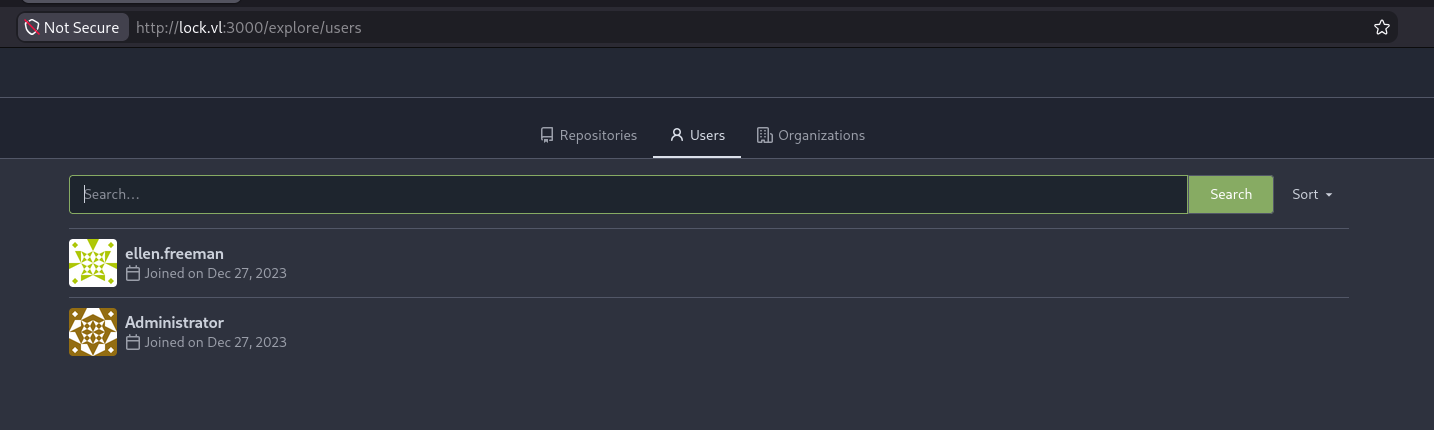 Not Secure http://lock.vl:3000/explore/users
Repositories Users Organizations
Search... Search Sort
ellen.freeman
Joined on Dec 27, 2023
Administrator
Joined on Dec 27, 2023